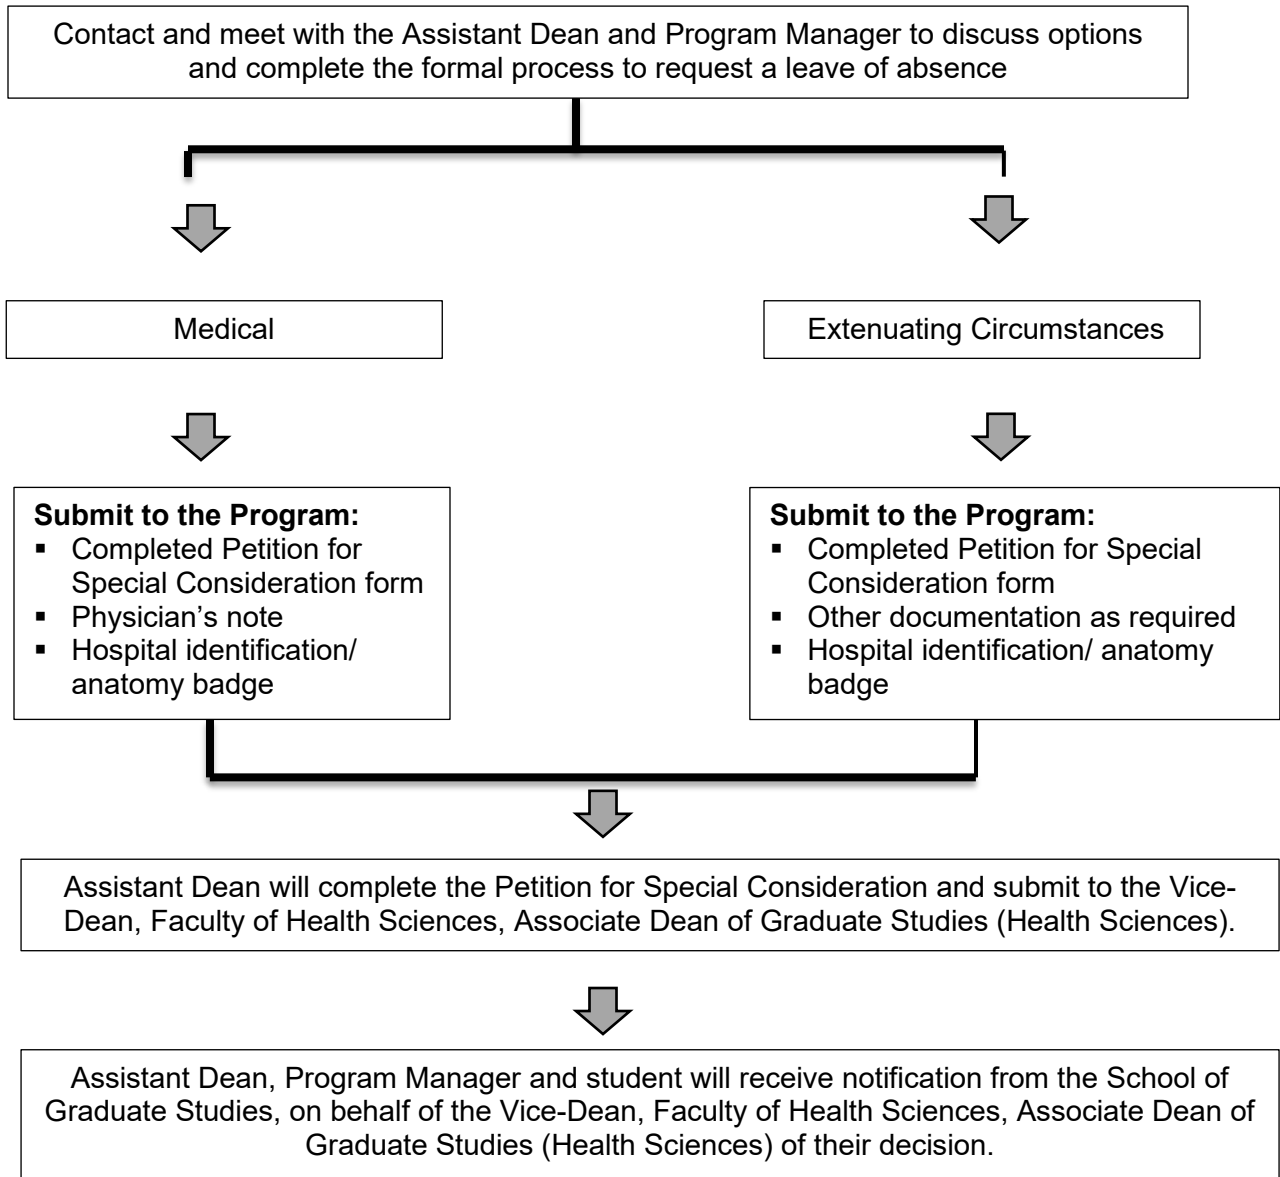 Contact and meet with the Assistant Dean and Program Manager to discuss options
and complete the formal process to request a leave of absence
Medical
Extenuating Circumstances
Submit to the Program:
▪ Completed Petition for
Special Consideration form
▪ Physician’s note
▪ Hospital identification/
anatomy badge
Submit to the Program:
▪ Completed Petition for Special
Consideration form
▪ Other documentation as required
▪ Hospital identification/ anatomy
badge
Assistant Dean will complete the Petition for Special Consideration and submit to the Vice-
Dean, Faculty of Health Sciences, Associate Dean of Graduate Studies (Health Sciences).
Assistant Dean, Program Manager and student will receive notification from the School of
Graduate Studies, on behalf of the Vice-Dean, Faculty of Health Sciences, Associate Dean of
Graduate Studies (Health Sciences) of their decision.